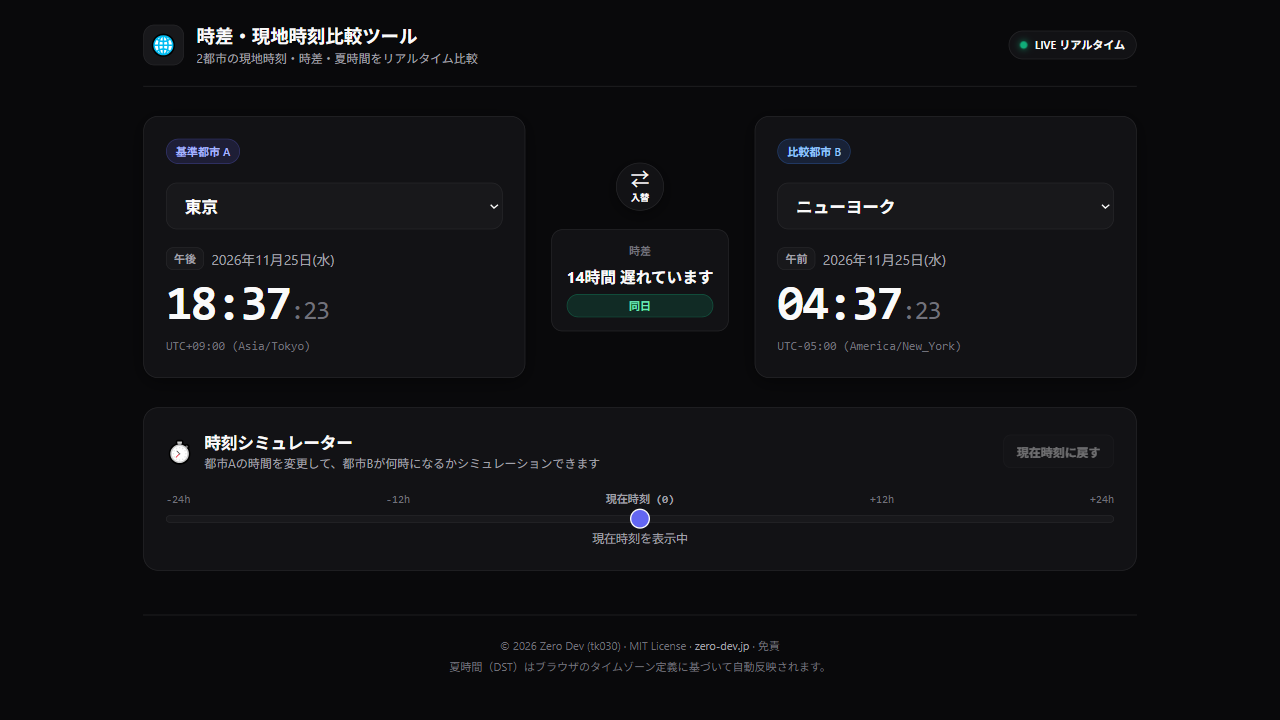 時差・現地時刻比較ツール
2都市の現地時刻・時差・夏時間をリアルタイム比較
LIVE リアルタイム
基準都市 A
東京
午後 2026年11月25日(水)
18:37:23
UTC+09:00 (Asia/Tokyo)
入替
時差
14時間 遅れています
同日
比較都市 B
ニューヨーク
午前 2026年11月25日(水)
04:37:23
UTC-05:00 (America/New_York)
時刻シミュレーター
都市Aの時間を変更して、都市Bが何時になるかシミュレーションできます
現在時刻に戻す
-24h -12h 現在時刻 (0) +12h +24h
現在時刻を表示中
© 2026 Zero Dev (tk030) · MIT License · zero-dev.jp · 免責
夏時間（DST）はブラウザのタイムゾーン定義に基づいて自動反映されます。